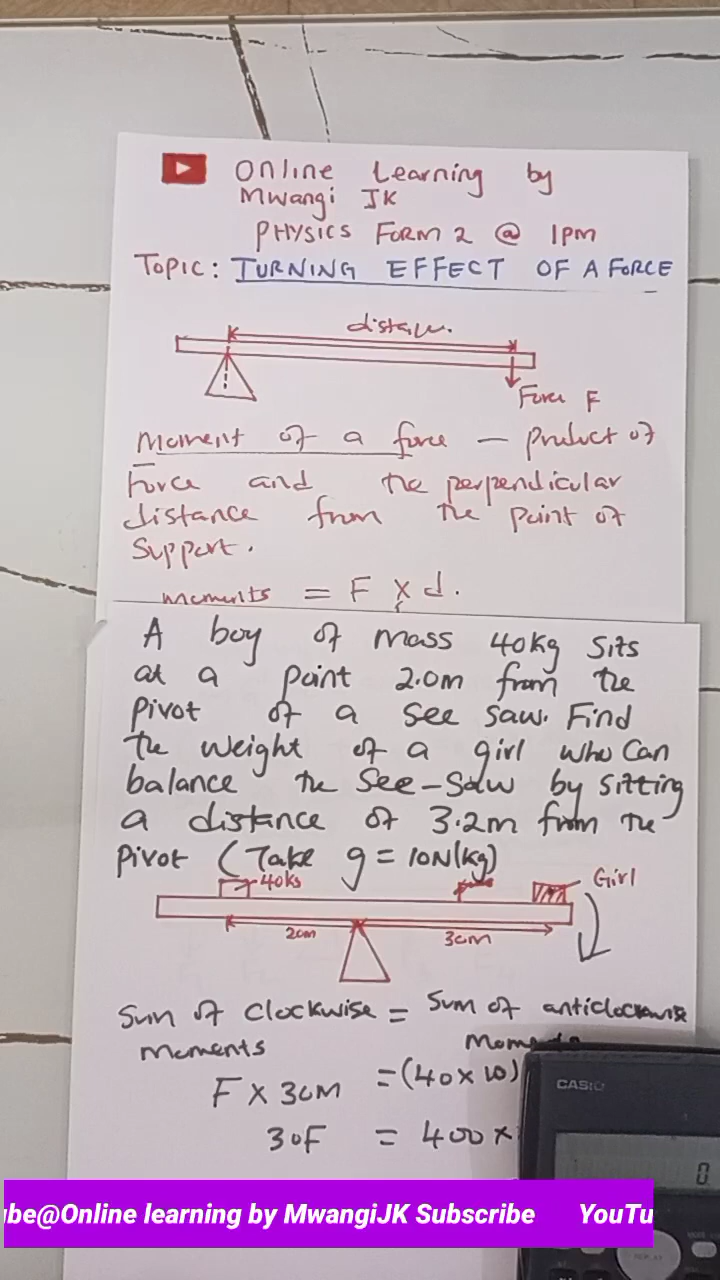 Online Learning by
Mwangi JK
PHYSICS FORM 2 @ 1PM
TOPIC: TURNING EFFECT OF A FORCE
distance.
Force F
Moment of a force – product of
Force and the perpendicular
distance from the point of
Support.
moments = F x d.
A boy of mass 40kg sits
at a point 2.0m from the
pivot of a see saw. Find
the weight of a girl who can
balance the see-saw by sitting
a distance of 3.2m from the
pivot (Take g = 10N/kg)
40kg
Girl
20m
30m
Sum of clockwise = Sum of anticlockwise
moments
F x 30m = (40 x 10)
30F = 400 x
CASIO
0
ube@Online learning by MwangiJK Subscribe YouTu